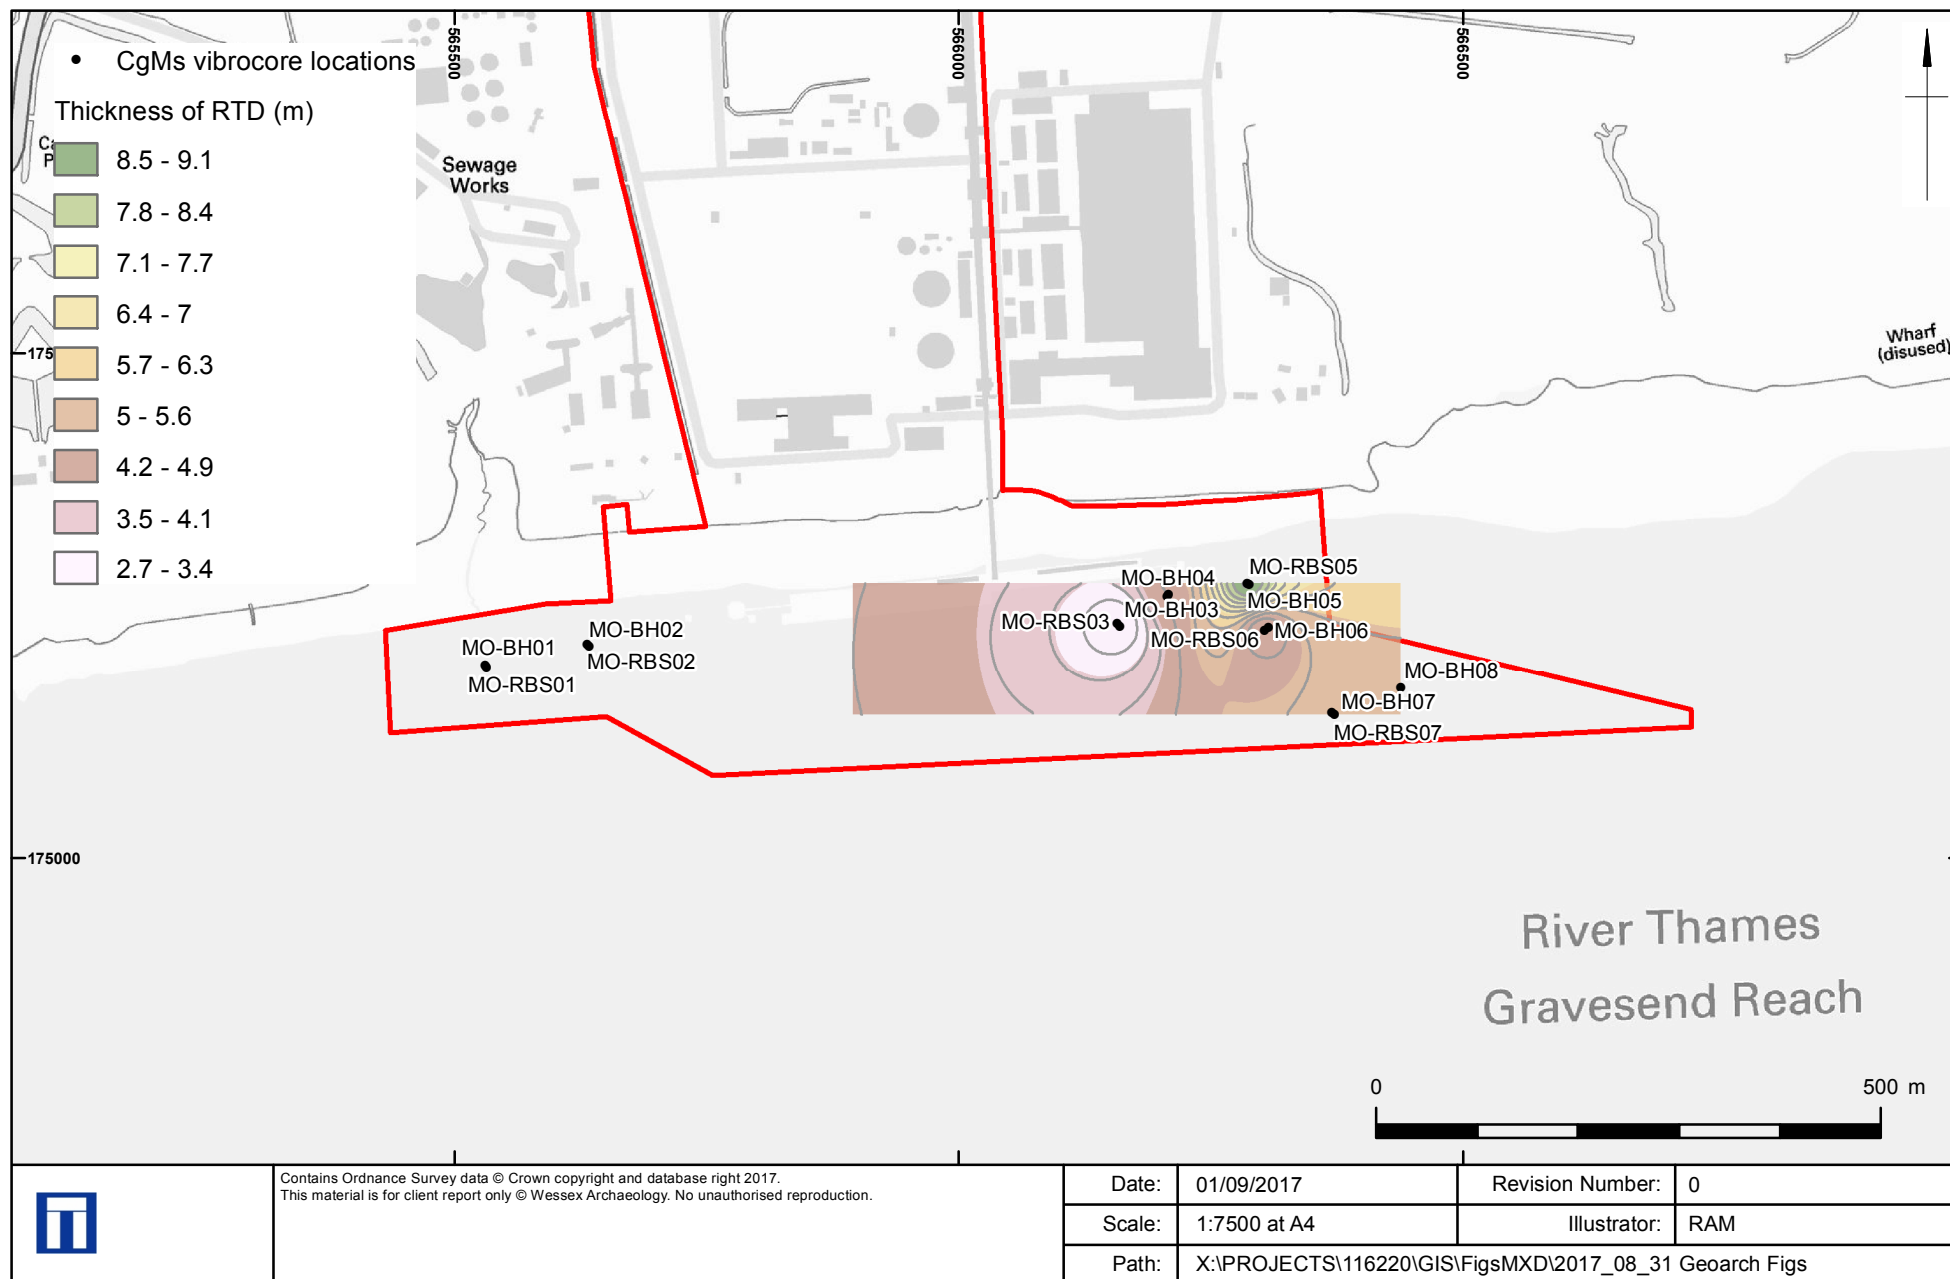 CgMs vibrocore locations
Thickness of RTD (m)
8.5 - 9.1
7.8 - 8.4
7.1 - 7.7
6.4 - 7
5.7 - 6.3
5 - 5.6
4.2 - 4.9
3.5 - 4.1
2.7 - 3.4
565500
566000
566500
Sewage
Works
Wharf
(disused)
175
MO-BH04
MO-RBS05
MO-BH03
MO-BH05
MO-RBS03
MO-RBS06
MO-BH06
MO-BH02
MO-BH01
MO-RBS02
MO-RBS01
MO-BH08
MO-BH07
MO-RBS07
175000
River Thames
Gravesend Reach
0 500 m
Contains Ordnance Survey data © Crown copyright and database right 2017.
This material is for client report only © Wessex Archaeology. No unauthorised reproduction.
Date: 01/09/2017 Revision Number: 0
Scale: 1:7500 at A4 Illustrator: RAM
Path: X:\PROJECTS\116220\GIS\FigsMXD\2017_08_31 Geoarch Figs